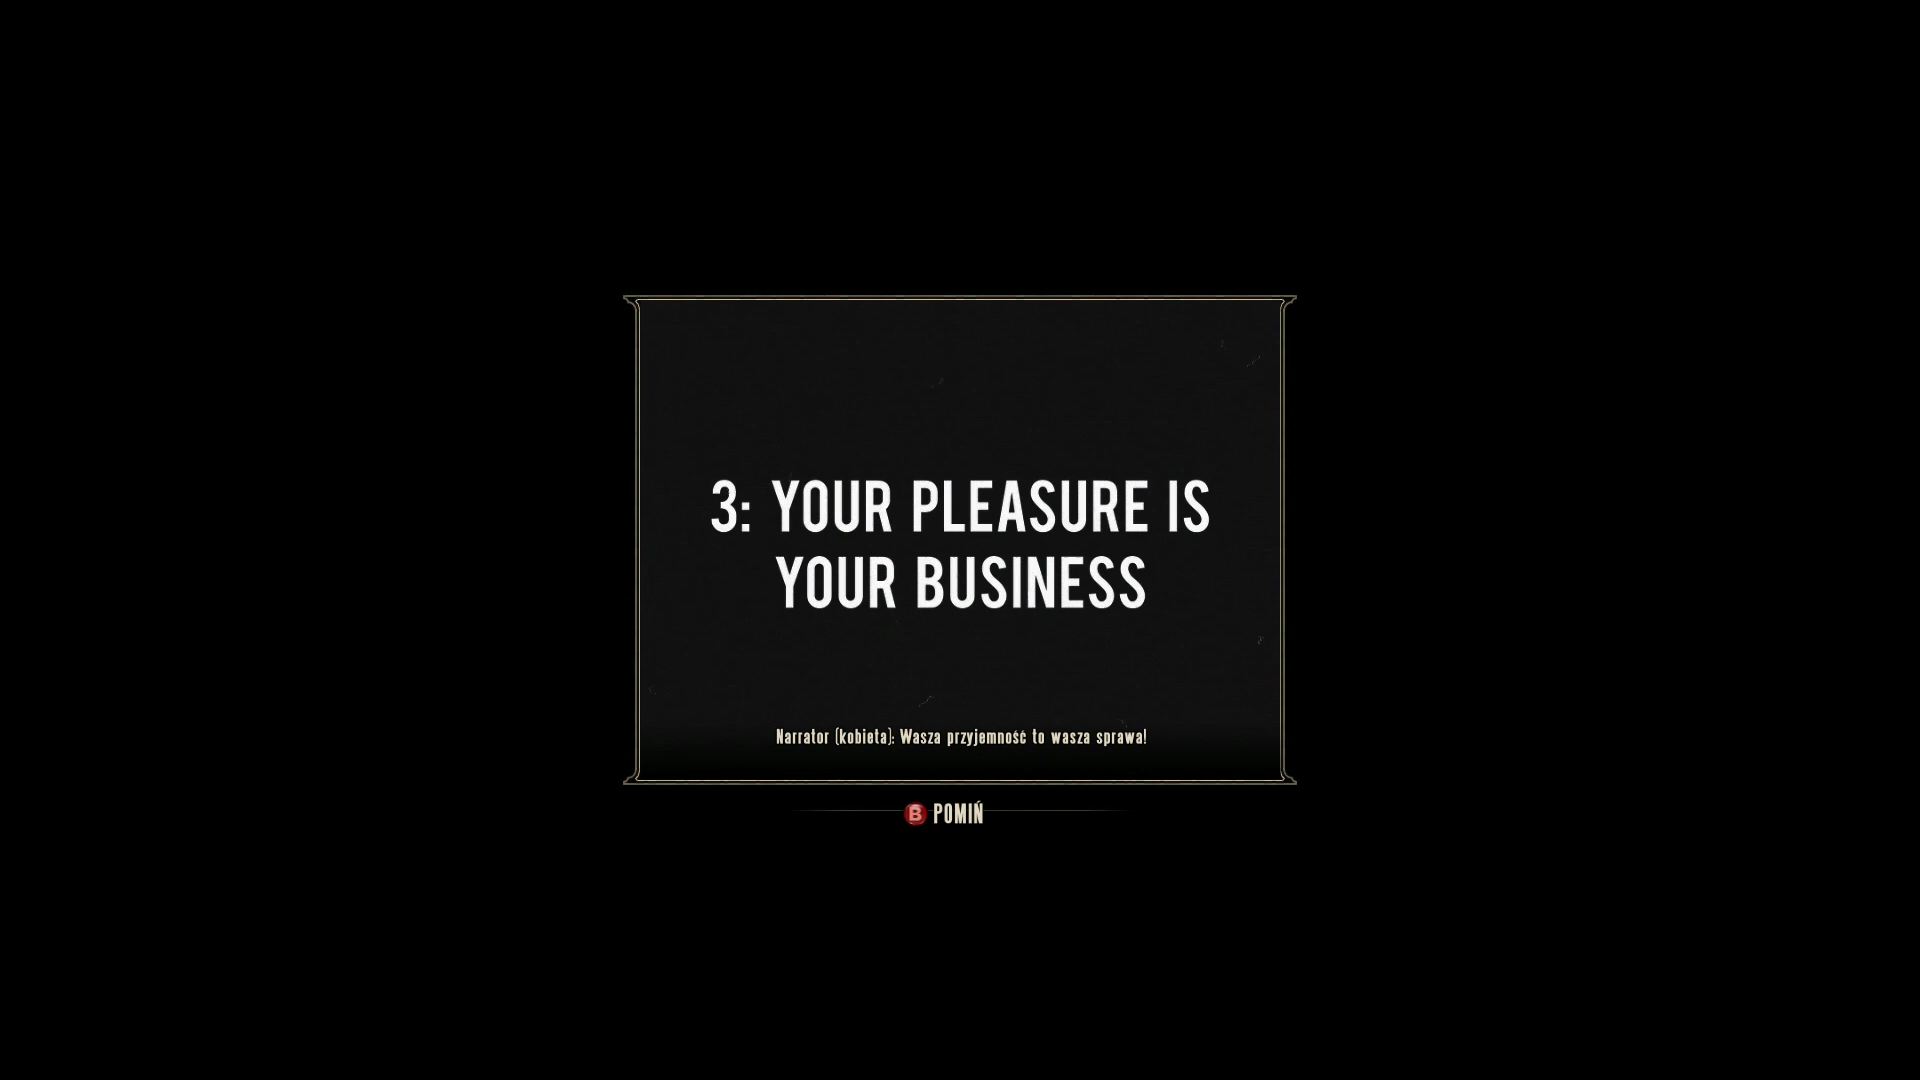 3: YOUR PLEASURE IS
YOUR BUSINESS
Narrator (kobieta): Wasza przyjemność to wasza sprawa!
B POMIŃ